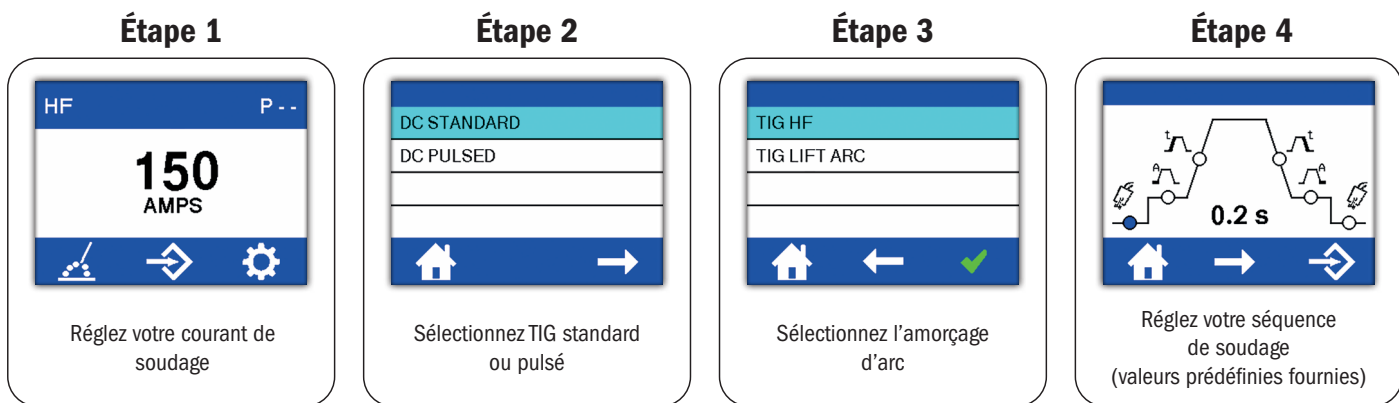 Étape 1
HF P - -
150
AMPS
Réglez votre courant de
soudage
Étape 2
DC STANDARD
DC PULSED
Sélectionnez TIG standard
ou pulsé
Étape 3
TIG HF
TIG LIFT ARC
Sélectionnez l’amorçage
d’arc
Étape 4
t t
A A
0.2 s
Réglez votre séquence
de soudage
(valeurs prédéfinies fournies)